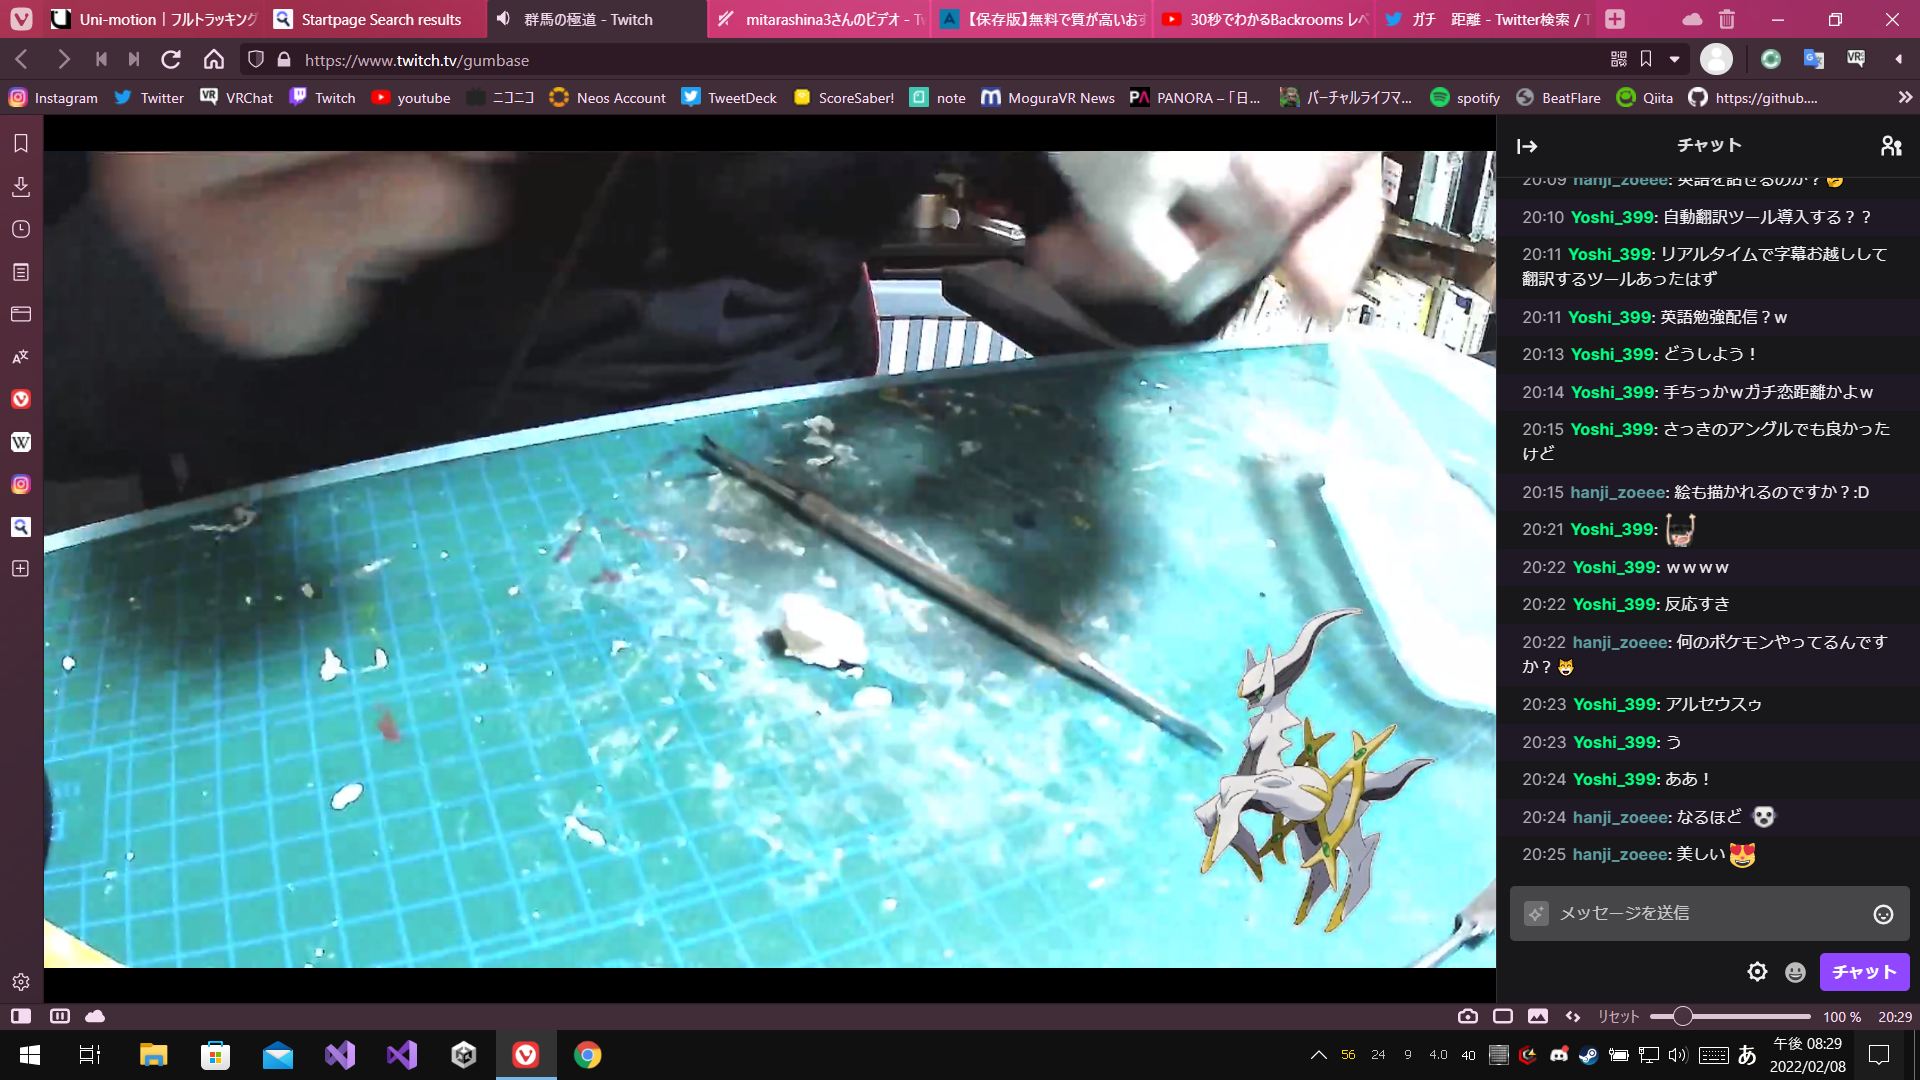 Uni-motion | フルトラッキング
Startpage Search results
群馬の極道 - Twitch
mitarashina3さんのビデオ - Tw
【保存版】無料で質が高いおす
30秒でわかるBackrooms レベ
ガチ 距離 - Twitter検索 / T
https://www.twitch.tv/gumbase
Instagram
Twitter
VRChat
Twitch
youtube
ニコニコ
Neos Account
TweetDeck
ScoreSaber!
note
MoguraVR News
PANORA – 「日...
バーチャルライフマ...
spotify
BeatFlare
Qiita
https://github....
チャット
20:09 hanji_zoeee: 英語を話せるのか？
20:10 Yoshi_399: 自動翻訳ツール導入する？？
20:11 Yoshi_399: リアルタイムで字幕お越しして
翻訳するツールあったはず
20:11 Yoshi_399: 英語勉強配信？w
20:13 Yoshi_399: どうしよう！
20:14 Yoshi_399: 手ちっかwガチ恋距離かよw
20:15 Yoshi_399: さっきのアングルでも良かった
けど
20:15 hanji_zoeee: 絵も描かれるのですか？:D
20:21 Yoshi_399:
20:22 Yoshi_399: ｗｗｗｗ
20:22 Yoshi_399: 反応すき
20:22 hanji_zoeee: 何のポケモンやってるんです
か？
20:23 Yoshi_399: アルセウスゥ
20:23 Yoshi_399: う
20:24 Yoshi_399: ああ！
20:24 hanji_zoeee: なるほど
20:25 hanji_zoeee: 美しい
メッセージを送信
チャット
リセット
100 %
20:29
56
24
9
4.0
40
あ
午後 08:29
2022/02/08